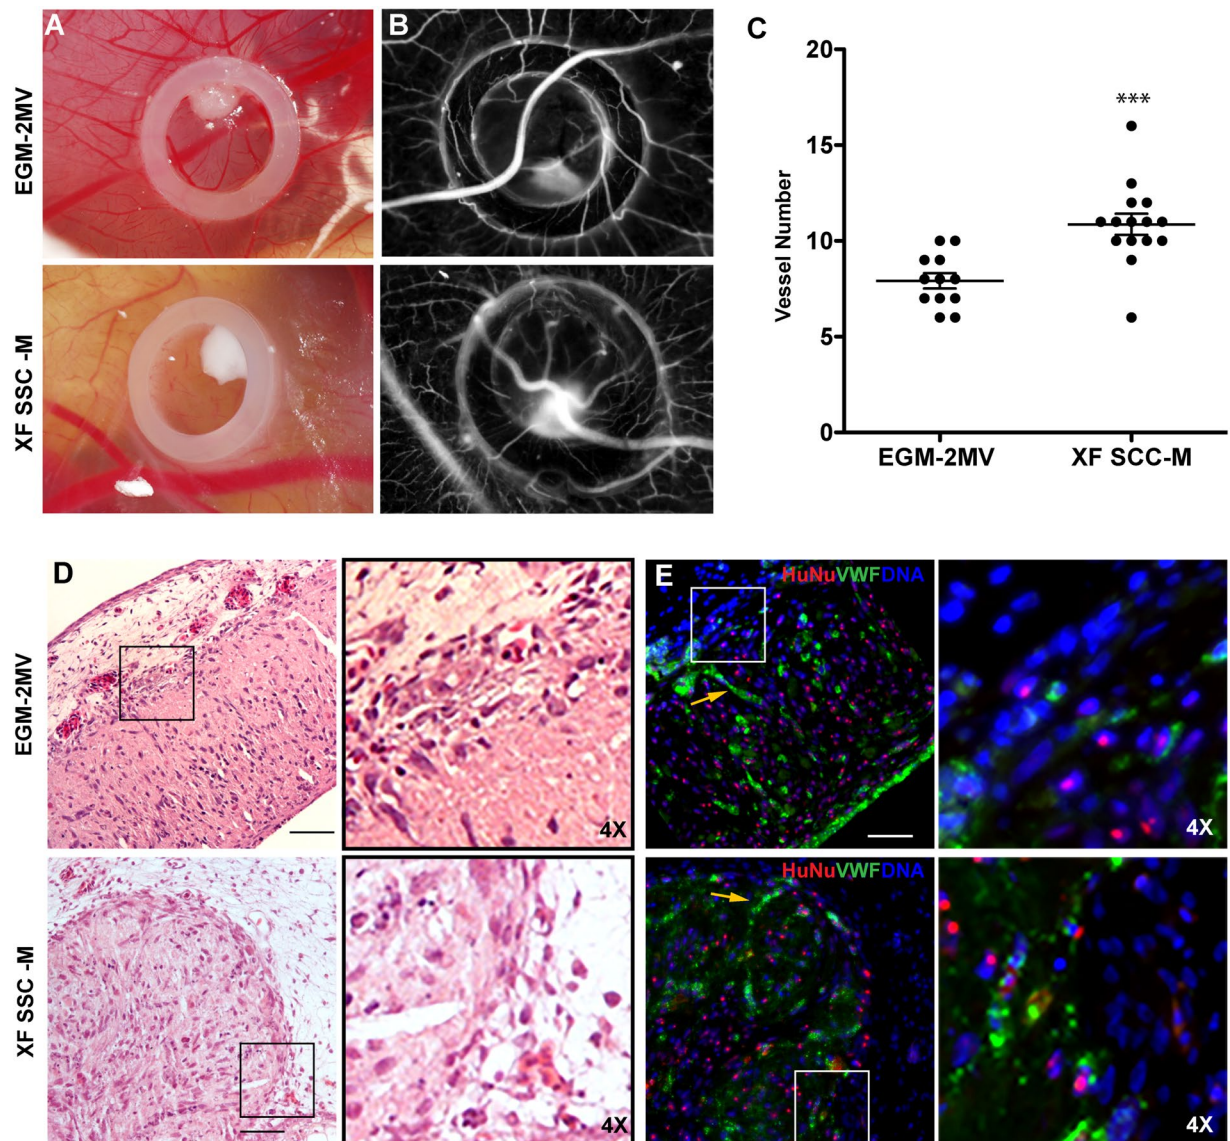 A
B
C
EGM-2MV
XF SSC -M
Vessel Number
20
15
10
5
0
***
EGM-2MV
XF SCC-M
D
E
EGM-2MV
4X
HuNuVWFDNA
4X
XF SSC -M
4X
HuNuVWFDNA
4X